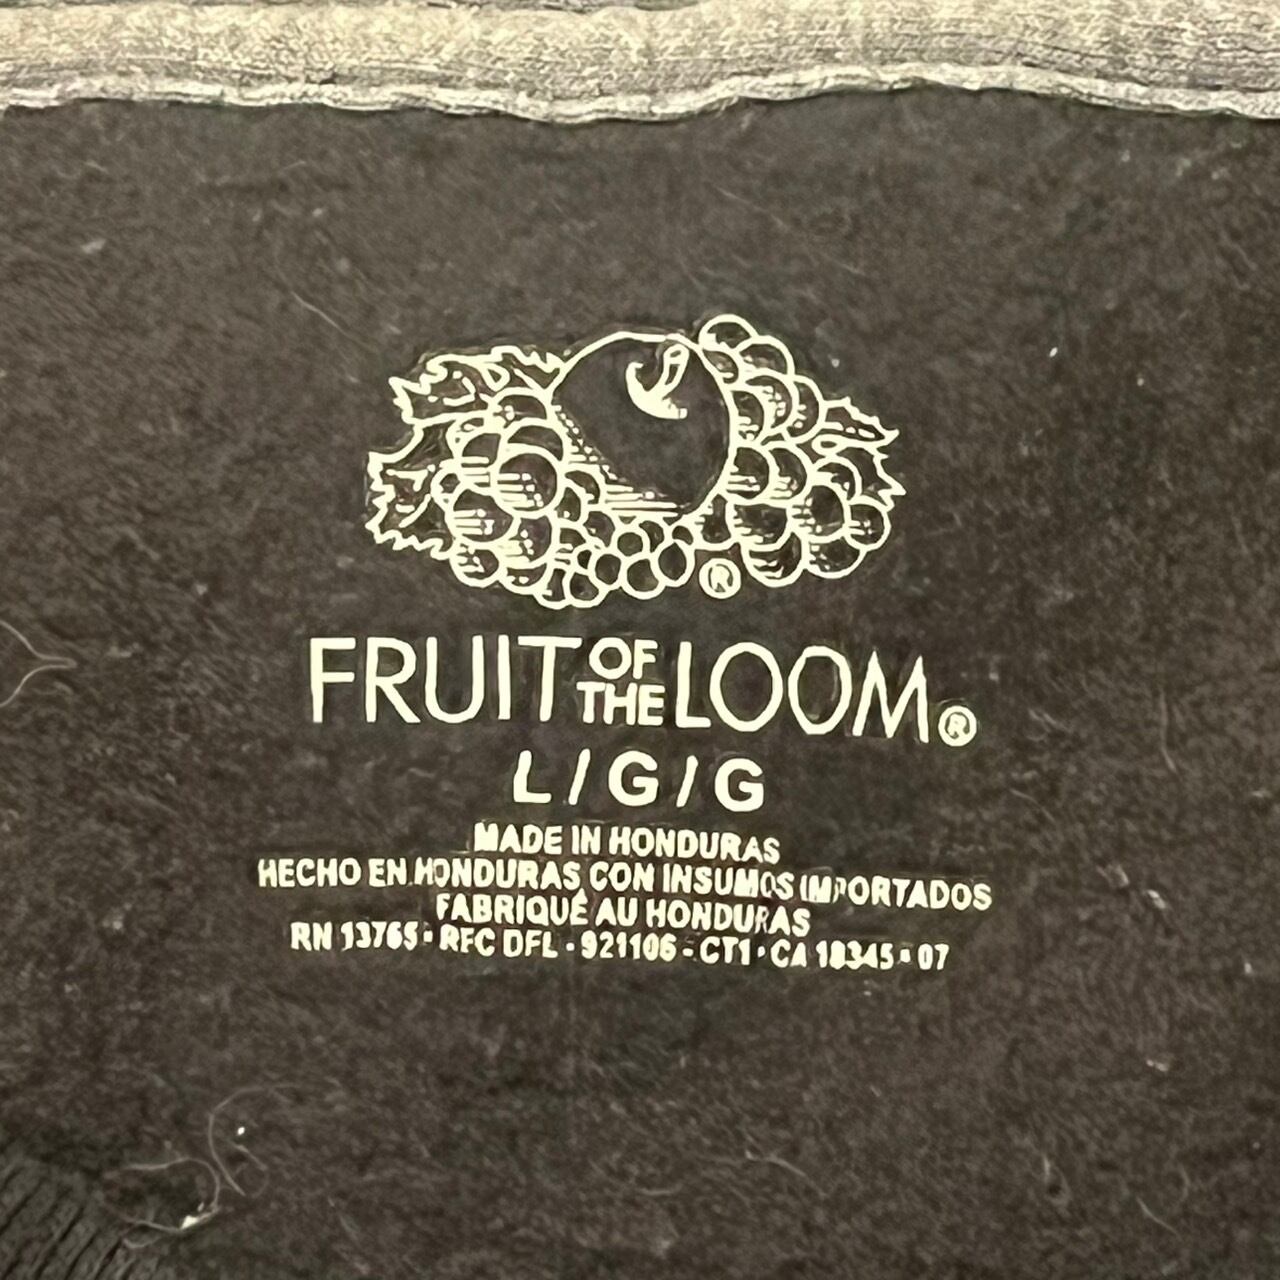 ®
FRUIT OF THE LOOM®
L / G / G
MADE IN HONDURAS
HECHO EN HONDURAS CON INSUMOS IMPORTADOS
FABRIQUÉ AU HONDURAS
RN 13765 • RFC DFL - 921106 - CT1 • CA 18345 • 07